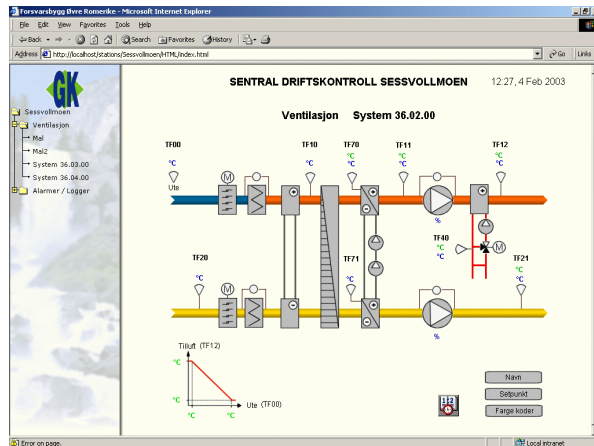 Forsvarsbygg Øvre Romerike - Microsoft Internet Explorer
File Edit View Favorites Tools Help
Back Search Favorites History
Address http://localhost/stations/Sessvollmoen/HTML/index.html Go Links
GK
SENTRAL DRIFTSKONTROLL SESSVOLLMOEN 12:27, 4 Feb 2003
Sessvollmoen
Ventilasjon
Mal
Mal2
System 36.03.00
System 36.04.00
Alarmer / Logger
Ventilasjon System 36.02.00
TF00 TF10 TF70 TF11 TF12
°C °C °C
°C °C °C °C °C
M
Ute
+ + +
%
TF40
°C
°C
M
TF20 TF71 TF21
°C
°C °C °C
M
- -
%
Tilluft (TF12)
°C
°C
Ute (TF00)
°C °C
Navn
Setpunkt
Farge koder
Error on page. Local intranet